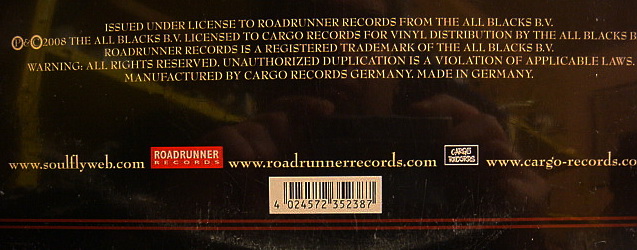 ISSUED UNDER LICENSE TO ROADRUNNER RECORDS FROM THE ALL BLACKS B.V.
℗&©2008 THE ALL BLACKS B.V. LICENSED TO CARGO RECORDS FOR VINYL DISTRIBUTION BY THE ALL BLACKS B
ROADRUNNER RECORDS IS A REGISTERED TRADEMARK OF THE ALL BLACKS B.V.
WARNING: ALL RIGHTS RESERVED. UNAUTHORIZED DUPLICATION IS A VIOLATION OF APPLICABLE LAWS.
MANUFACTURED BY CARGO RECORDS GERMANY. MADE IN GERMANY.
www.soulflyweb.com ROADRUNNER RECORDS www.roadrunnerrecords.com CARGO RECORDS www.cargo-records.co
4 024572 352387